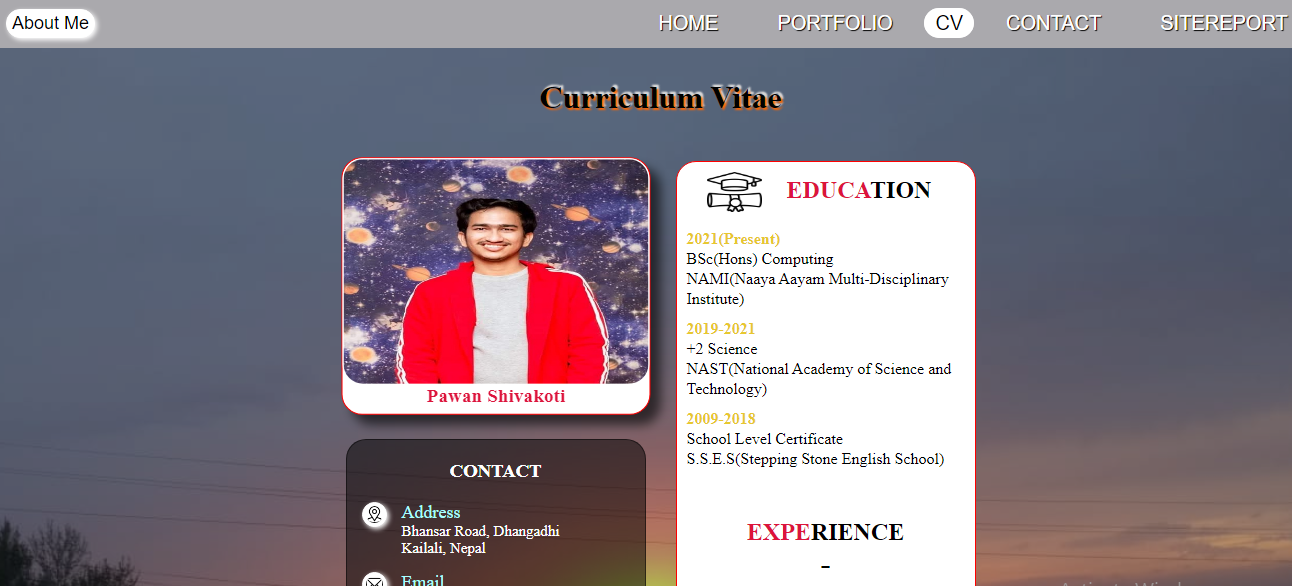 About Me
HOME
PORTFOLIO
CV
CONTACT
SITEREPORT
Curriculum Vitae
Pawan Shivakoti
CONTACT
Address
Bhansar Road, Dhangadhi
Kailali, Nepal
Email
EDUCATION
2021(Present)
BSc(Hons) Computing
NAMI(Naaya Aayam Multi-Disciplinary
Institute)
2019-2021
+2 Science
NAST(National Academy of Science and
Technology)
2009-2018
School Level Certificate
S.S.E.S(Stepping Stone English School)
EXPERIENCE
-